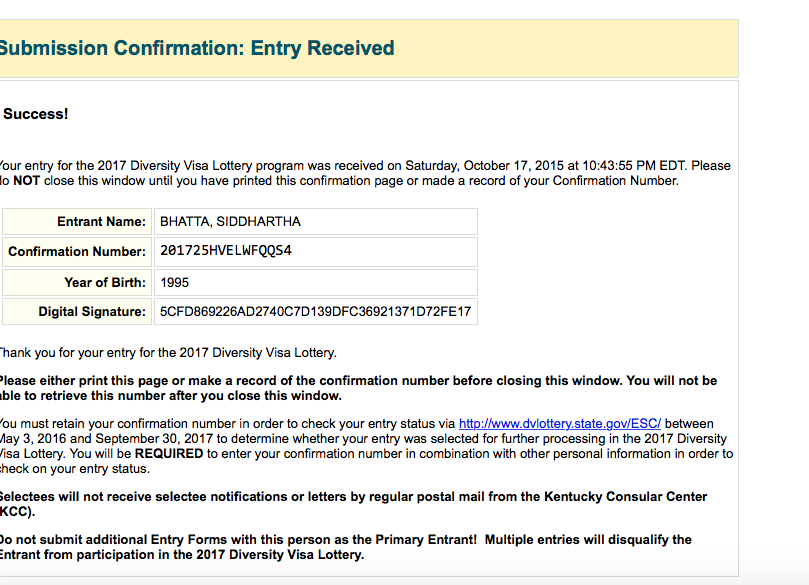 Submission Confirmation: Entry Received
Success!
Your entry for the 2017 Diversity Visa Lottery program was received on Saturday, October 17, 2015 at 10:43:55 PM EDT. Please
do NOT close this window until you have printed this confirmation page or made a record of your Confirmation Number.
Entrant Name: BHATTA, SIDDHARTHA
Confirmation Number: 201725HVELWFQQS4
Year of Birth: 1995
Digital Signature: 5CFD869226AD2740C7D139DFC36921371D72FE17
Thank you for your entry for the 2017 Diversity Visa Lottery.
Please either print this page or make a record of the confirmation number before closing this window. You will not be
able to retrieve this number after you close this window.
You must retain your confirmation number in order to check your entry status via http://www.dvlottery.state.gov/ESC/ between
May 3, 2016 and September 30, 2017 to determine whether your entry was selected for further processing in the 2017 Diversity
Visa Lottery. You will be REQUIRED to enter your confirmation number in combination with other personal information in order to
check on your entry status.
Selectees will not receive selectee notifications or letters by regular postal mail from the Kentucky Consular Center
(KCC).
Do not submit additional Entry Forms with this person as the Primary Entrant!  Multiple entries will disqualify the
Entrant from participation in the 2017 Diversity Visa Lottery.